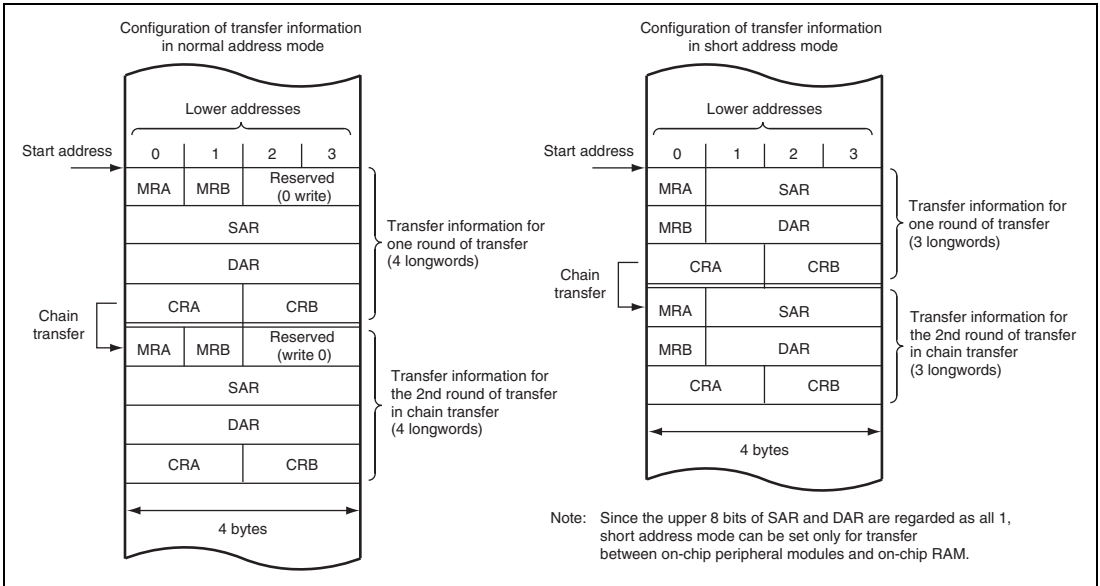 Configuration of transfer information
in normal address mode
Lower addresses
Start address
0 1 2 3
MRA MRB Reserved
(0 write)
SAR
DAR
CRA CRB
Transfer information for
one round of transfer
(4 longwords)
Chain
transfer
MRA MRB Reserved
(write 0)
SAR
DAR
CRA CRB
Transfer information for
the 2nd round of transfer
in chain transfer
(4 longwords)
4 bytes
Configuration of transfer information
in short address mode
Lower addresses
Start address
0 1 2 3
MRA SAR
MRB DAR
CRA CRB
Transfer information for
one round of transfer
(3 longwords)
Chain
transfer
MRA SAR
MRB DAR
CRA CRB
Transfer information for
the 2nd round of transfer
in chain transfer
(3 longwords)
4 bytes
Note: Since the upper 8 bits of SAR and DAR are regarded as all 1,
short address mode can be set only for transfer
between on-chip peripheral modules and on-chip RAM.